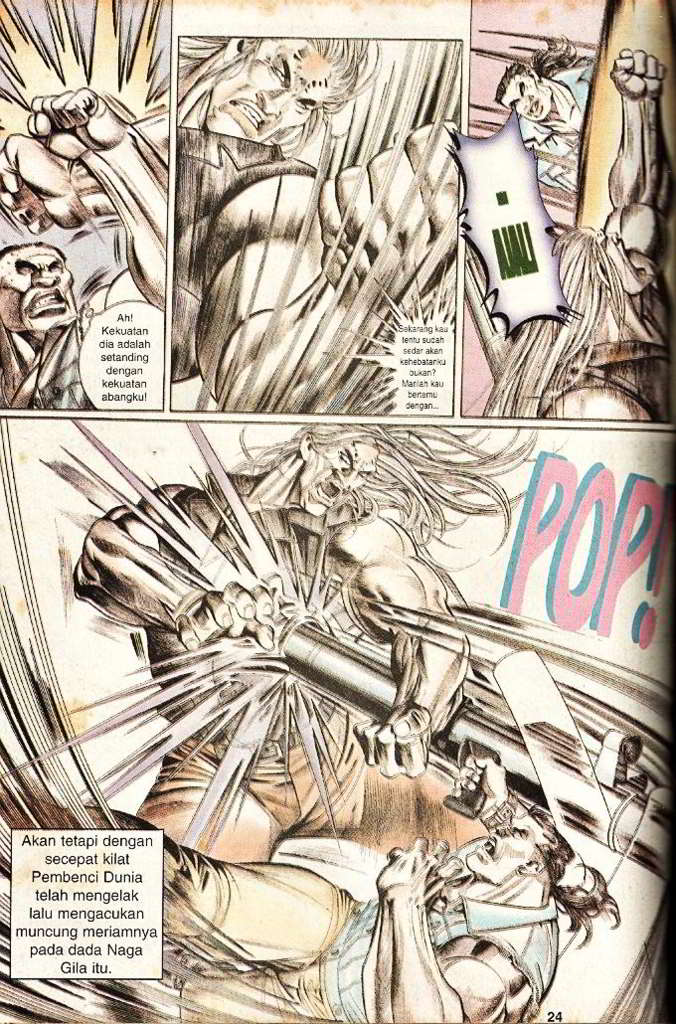 Ah!
Kekuatan
dia adalah
setanding
dengan
kekuatan
abangku!
Sekarang kau
tentu sudah
sedar akan
kehebatanku
bukan?
Marilah kau
bertamu
dengan...
POP!
Akan tetapi dengan
secepat kilat
Pembenci Dunia
telah mengelak
lalu mengacukan
muncung meriamnya
pada dada Naga
Gila itu.
24